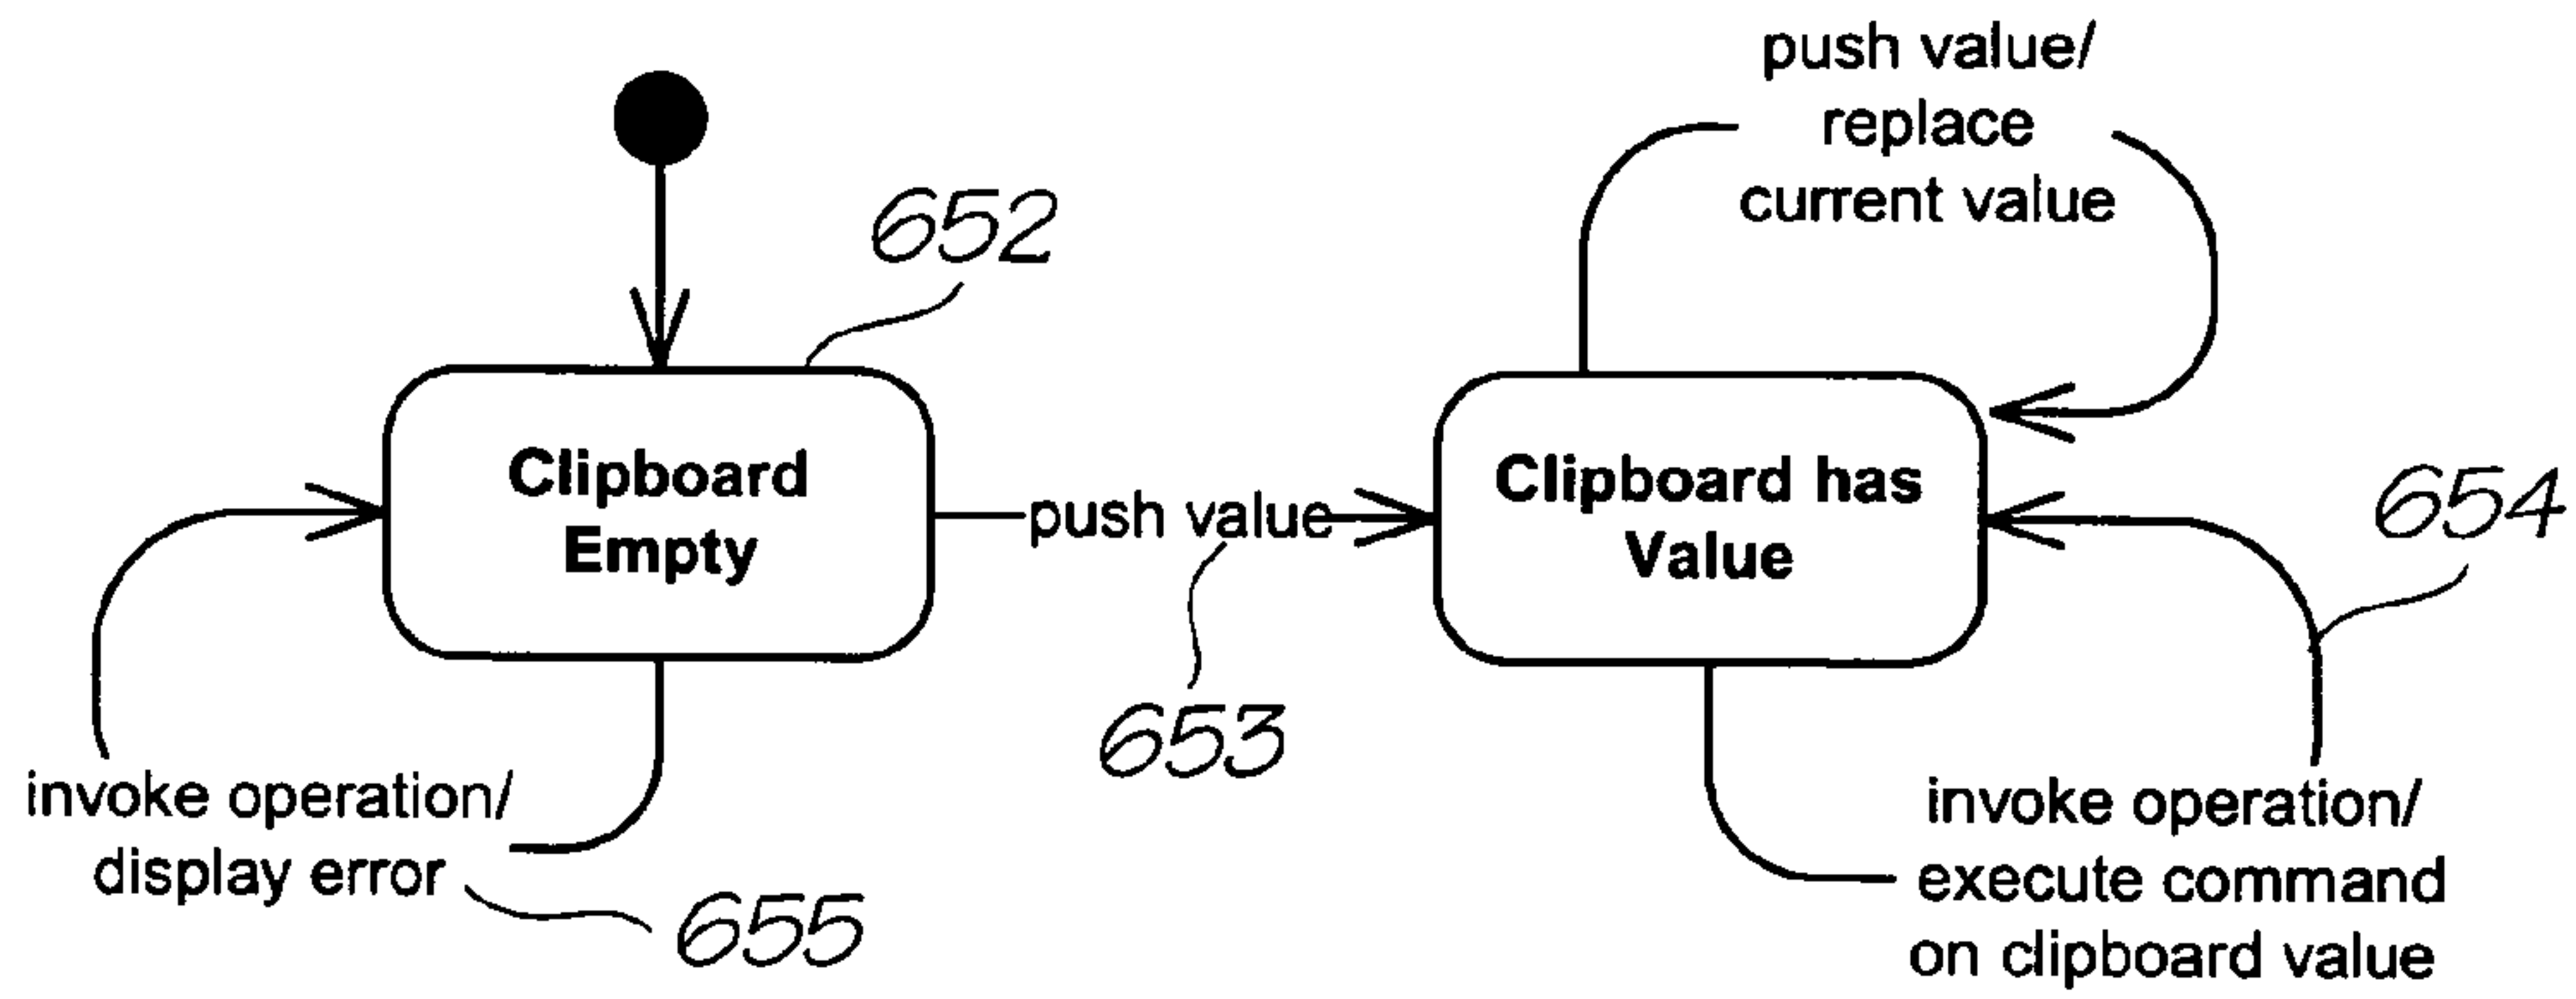 push value/
replace
current value
652
Clipboard
Empty
push value
Clipboard has
Value
654
653
invoke operation/
display error
655
invoke operation/
execute command
on clipboard value